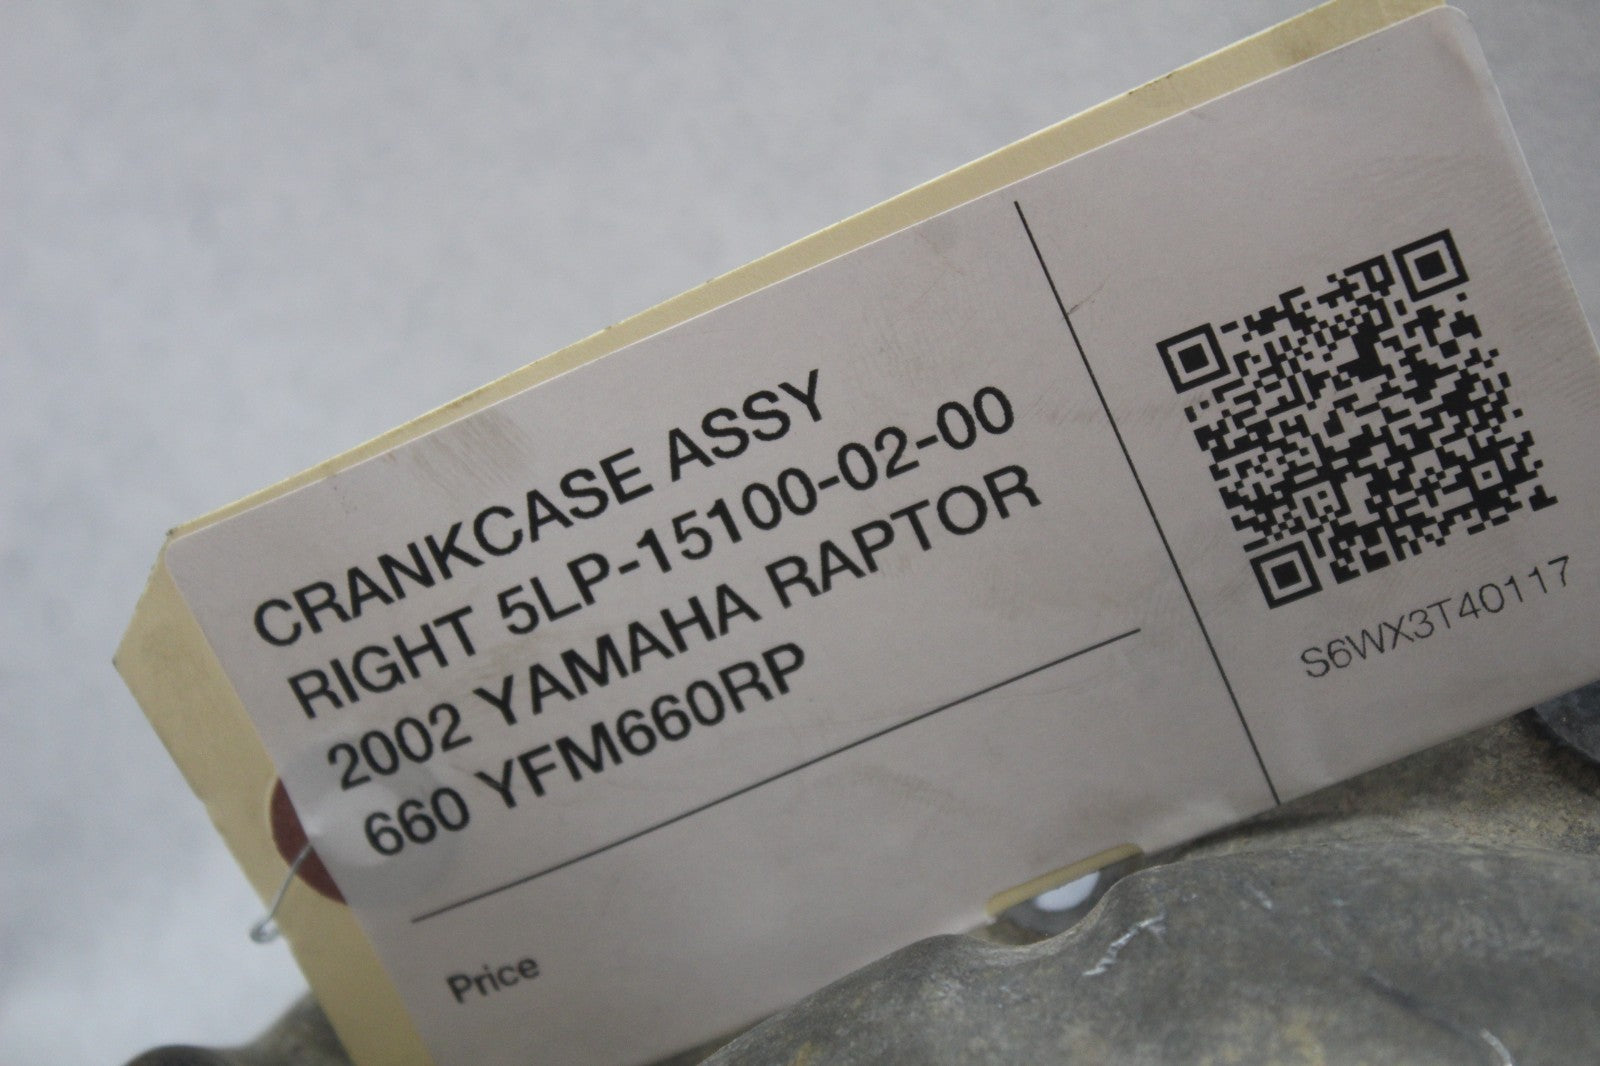 CRANKCASE ASSY
RIGHT 5LP-15100-02-00
2002 YAMAHA RAPTOR
660 YFM660RP
Price
S6WX3T40117